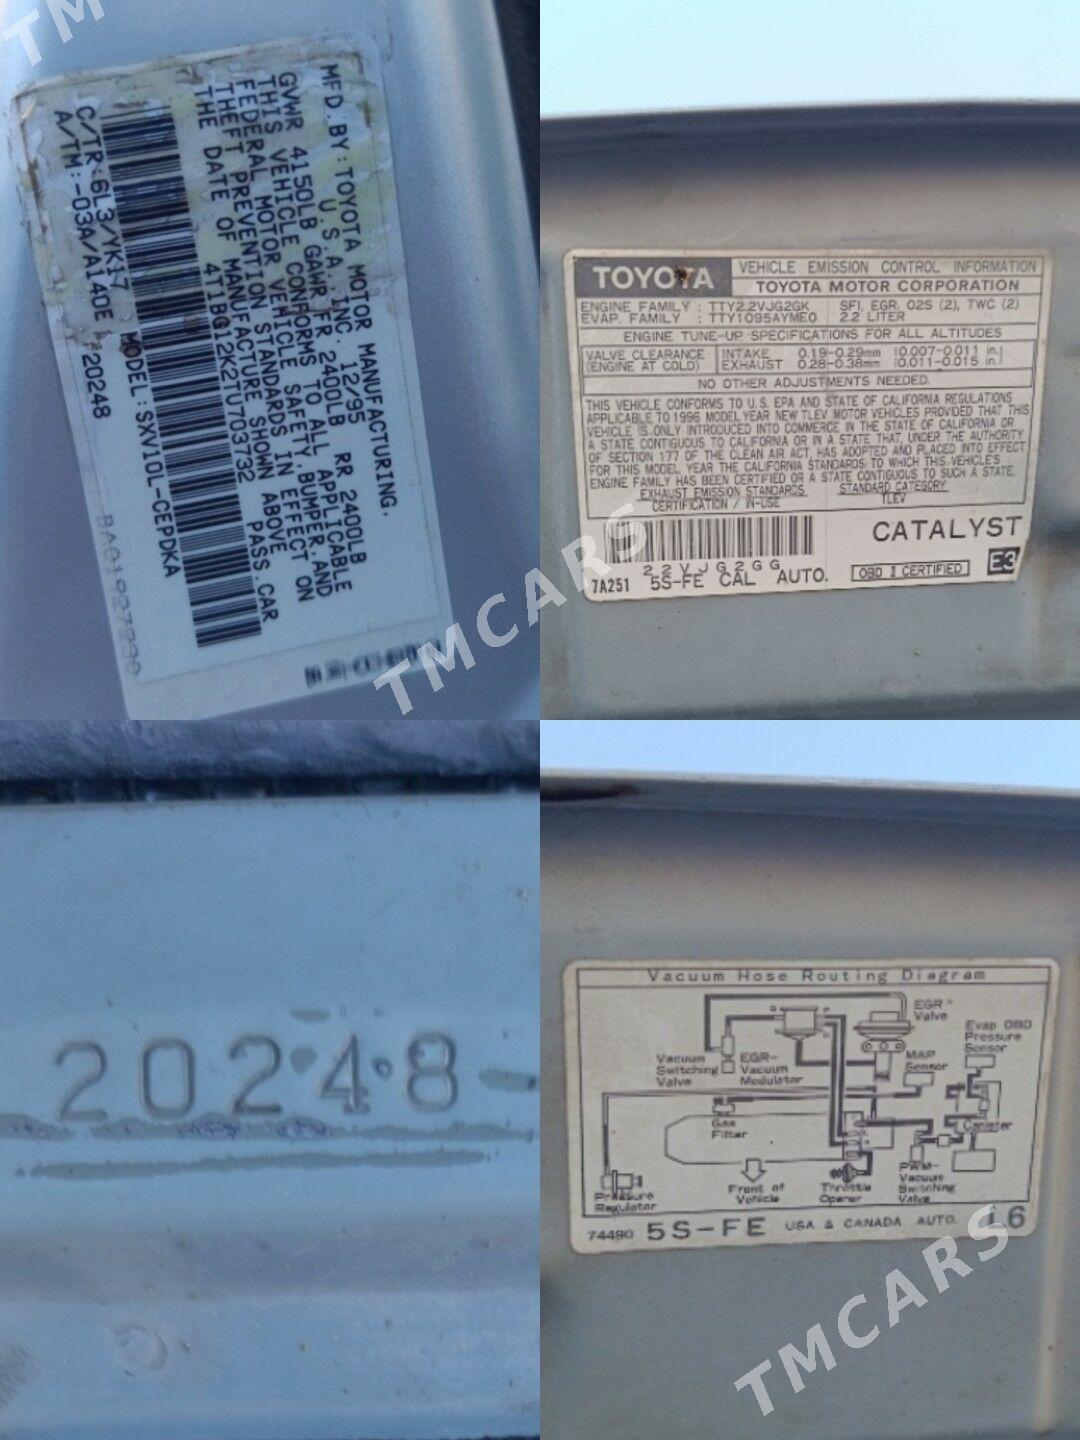 MFD.BY:TOYOTA MOTOR MANUFACTURING,
U.S.A., INC. 12/95
GVWR 4150LB GAWR FR 2400LB RR 2400LB
THIS VEHICLE CONFORMS TO ALL APPLICABLE
FEDERAL MOTOR VEHICLE SAFETY, BUMPER, AND
THEFT PREVENTION STANDARDS IN EFFECT ON
THE DATE OF MANUFACTURE SHOWN ABOVE.
4T1BG12K2TU703732 PASS.CAR
MODEL:SXV10L-CEPDKA
C/TR:6L3/YK17
A/TM:-03A/A140E 20248
TOYOTA
VEHICLE EMISSION CONTROL INFORMATION
TOYOTA MOTOR CORPORATION
ENGINE FAMILY : TTY2.2VJG2GK SFI, EGR, O2S (2), TWC (2)
EVAP. FAMILY : TTY1095AYME0 2.2 LITER
ENGINE TUNE-UP SPECIFICATIONS FOR ALL ALTITUDES
VALVE CLEARANCE INTAKE 0.19-0.29mm (0.007-0.011 in.)
(ENGINE AT COLD) EXHAUST 0.28-0.38mm (0.011-0.015 in.)
NO OTHER ADJUSTMENTS NEEDED.
THIS VEHICLE CONFORMS TO U.S. EPA AND STATE OF CALIFORNIA REGULATIONS
APPLICABLE TO 1996 MODEL YEAR NEW TLEV MOTOR VEHICLES PROVIDED THAT THIS
VEHICLE IS ONLY INTRODUCED INTO COMMERCE IN THE STATE OF CALIFORNIA OR
A STATE CONTIGUOUS TO CALIFORNIA OR IN A STATE THAT, UNDER THE AUTHORITY
OF SECTION 177 OF THE CLEAN AIR ACT, HAS ADOPTED AND PLACED INTO EFFECT
FOR THIS MODEL YEAR THE CALIFORNIA STANDARDS TO WHICH THIS VEHICLE'S
ENGINE FAMILY HAS BEEN CERTIFIED OR A STATE CONTIGUOUS TO SUCH A STATE.
EXHAUST EMISSION STANDARDS STANDARD CATEGORY
CERTIFICATION / IN-USE TLEV
CATALYST
2 2 V J G 2 G G
7A251 5S-FE CAL AUTO. OBD II CERTIFIED E3
20248
Vacuum Hose Routing Diagram
EGR
Valve
Evap OBD
Pressure
Sensor
MAP
Sensor
Vacuum
Switching
Valve
EGR-
Vacuum
Modulator
Gas
Filter
Canister
PWM-
Vacuum
Switching
Valve
Pressure
Regulator
Front of
Vehicle
Throttle
Opener
74490 5S-FE USA & CANADA AUTO. L6
TMCARS
TMCARS